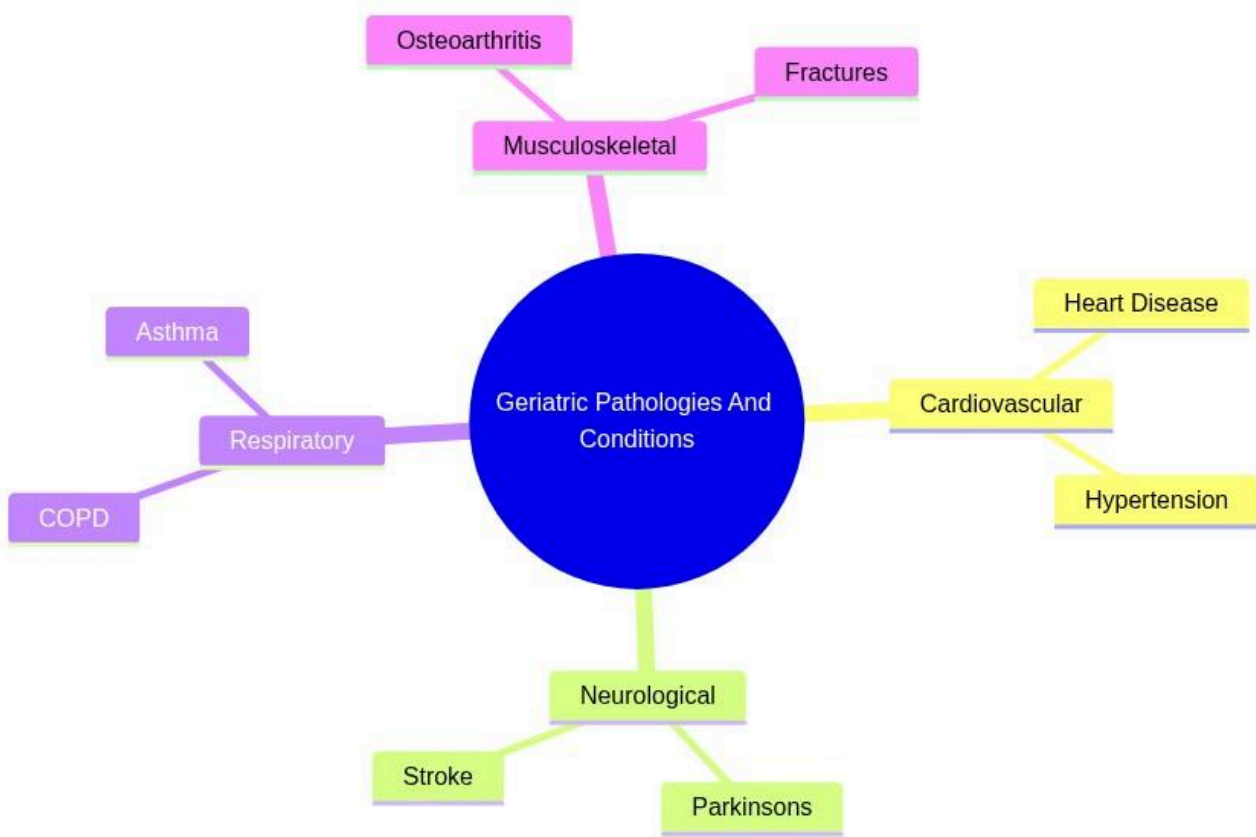 Osteoarthritis
Fractures
Musculoskeletal
Heart Disease
Asthma
Cardiovascular
Geriatric Pathologies And
Conditions
Respiratory
Hypertension
COPD
Neurological
Stroke
Parkinsons